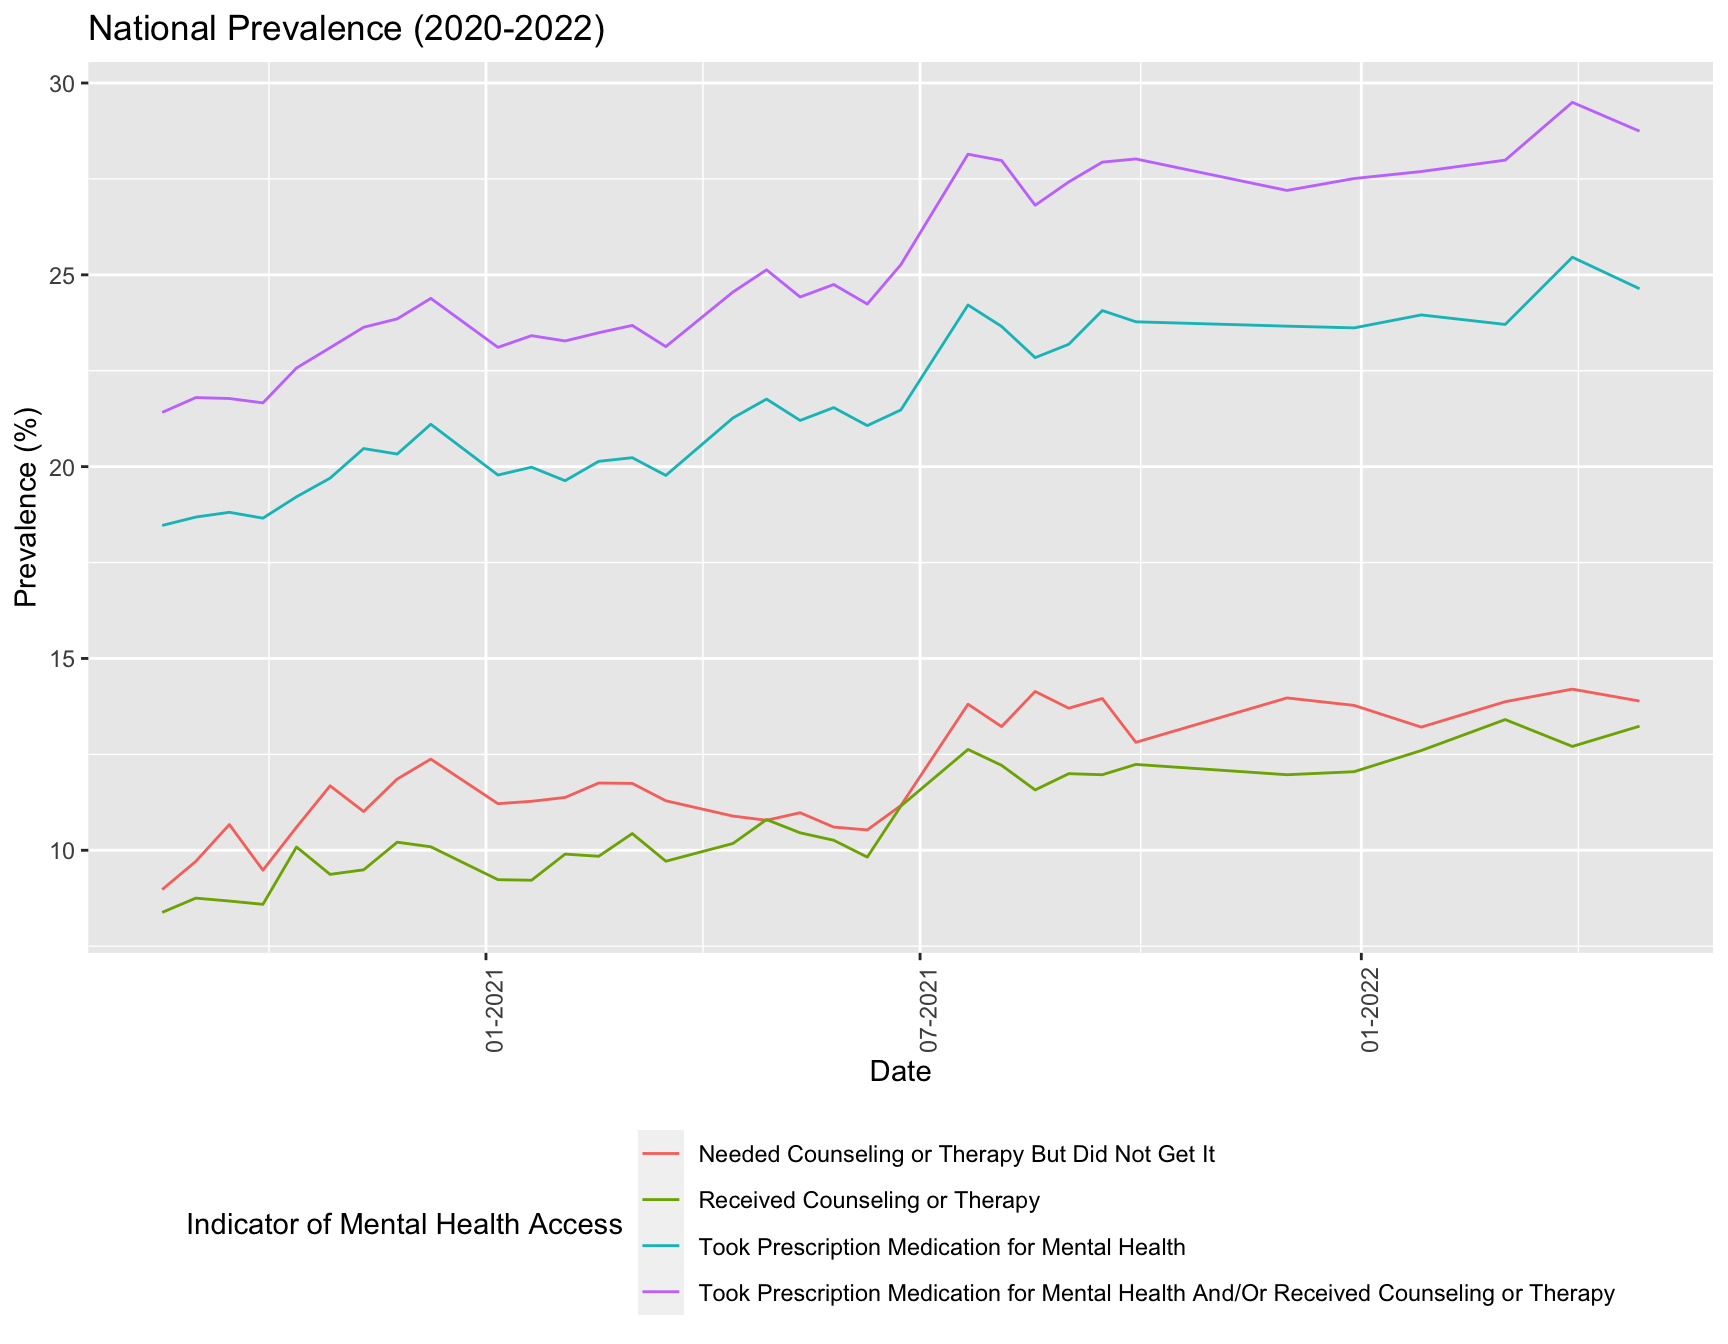 National Prevalence (2020-2022)
Prevalence (%)
30
25
20
15
10
01-2021
07-2021
01-2022
Date
Indicator of Mental Health Access
Needed Counseling or Therapy But Did Not Get It
Received Counseling or Therapy
Took Prescription Medication for Mental Health
Took Prescription Medication for Mental Health And/Or Received Counseling or Therapy